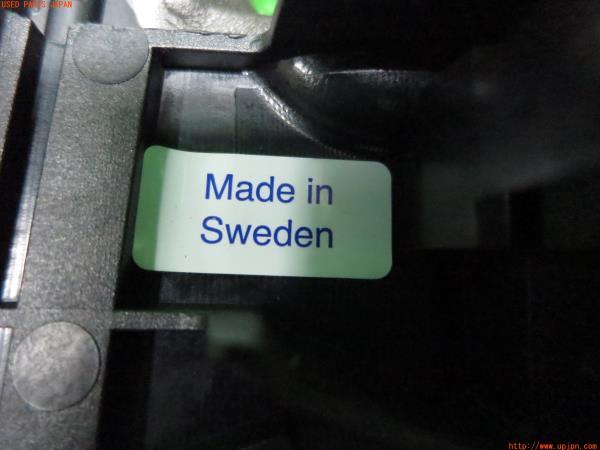 USED PARTS JAPAN
Made in
Sweden
http://www.upjpn.com